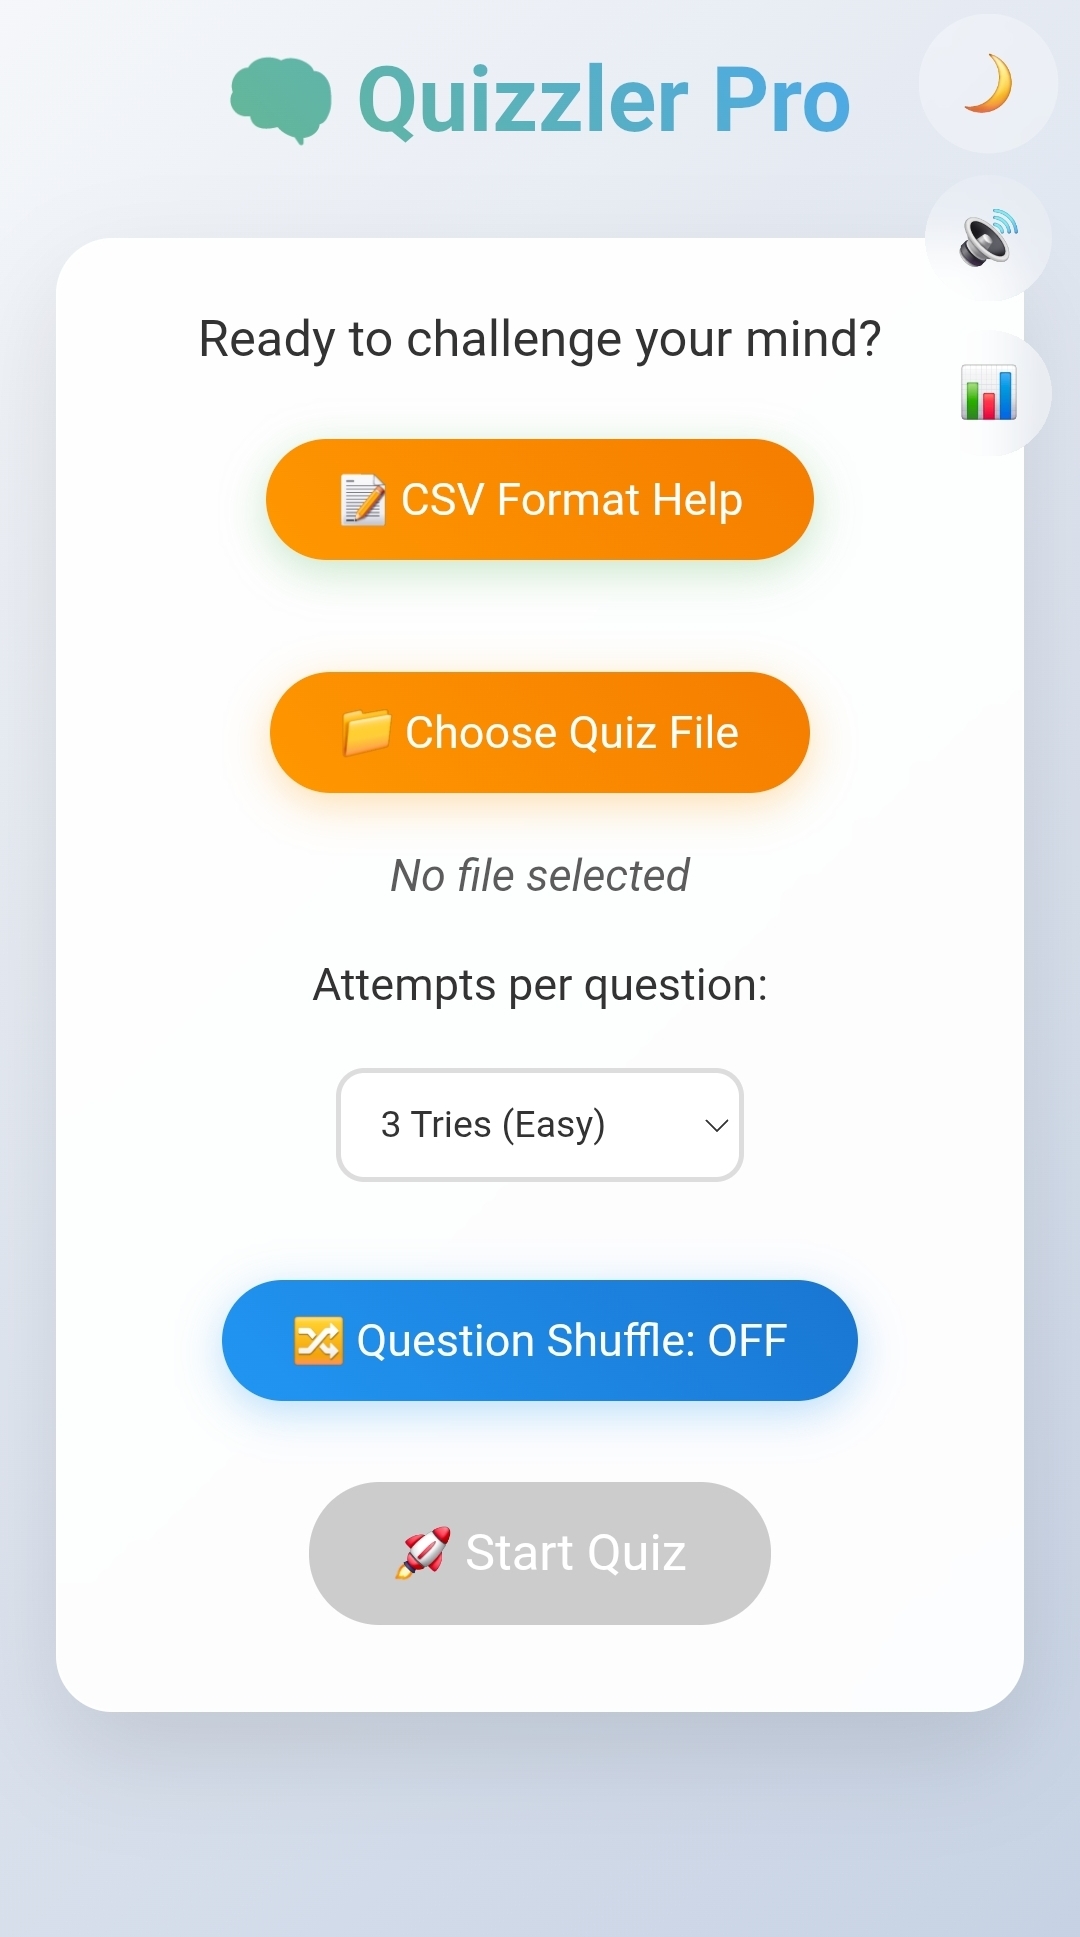 🧠 Quizzler Pro
Ready to challenge your mind?
📝 CSV Format Help
📁 Choose Quiz File
No file selected
Attempts per question:
3 Tries (Easy)
🔀 Question Shuffle: OFF
🚀 Start Quiz